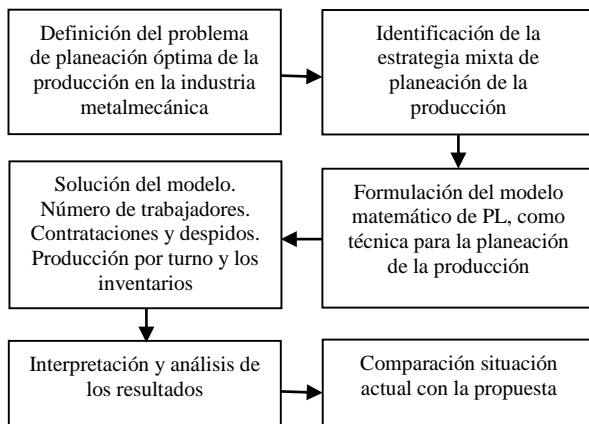 Definición del problema
de planeación óptima de la
producción en la industria
metalmecánica
Identificación de la
estrategia mixta de
planeación de la
producción
Formulación del modelo
matemático de PL, como
técnica para la planeación
de la producción
Solución del modelo.
Número de trabajadores.
Contrataciones y despidos.
Producción por turno y los
inventarios
Interpretación y análisis de
los resultados
Comparación situación
actual con la propuesta